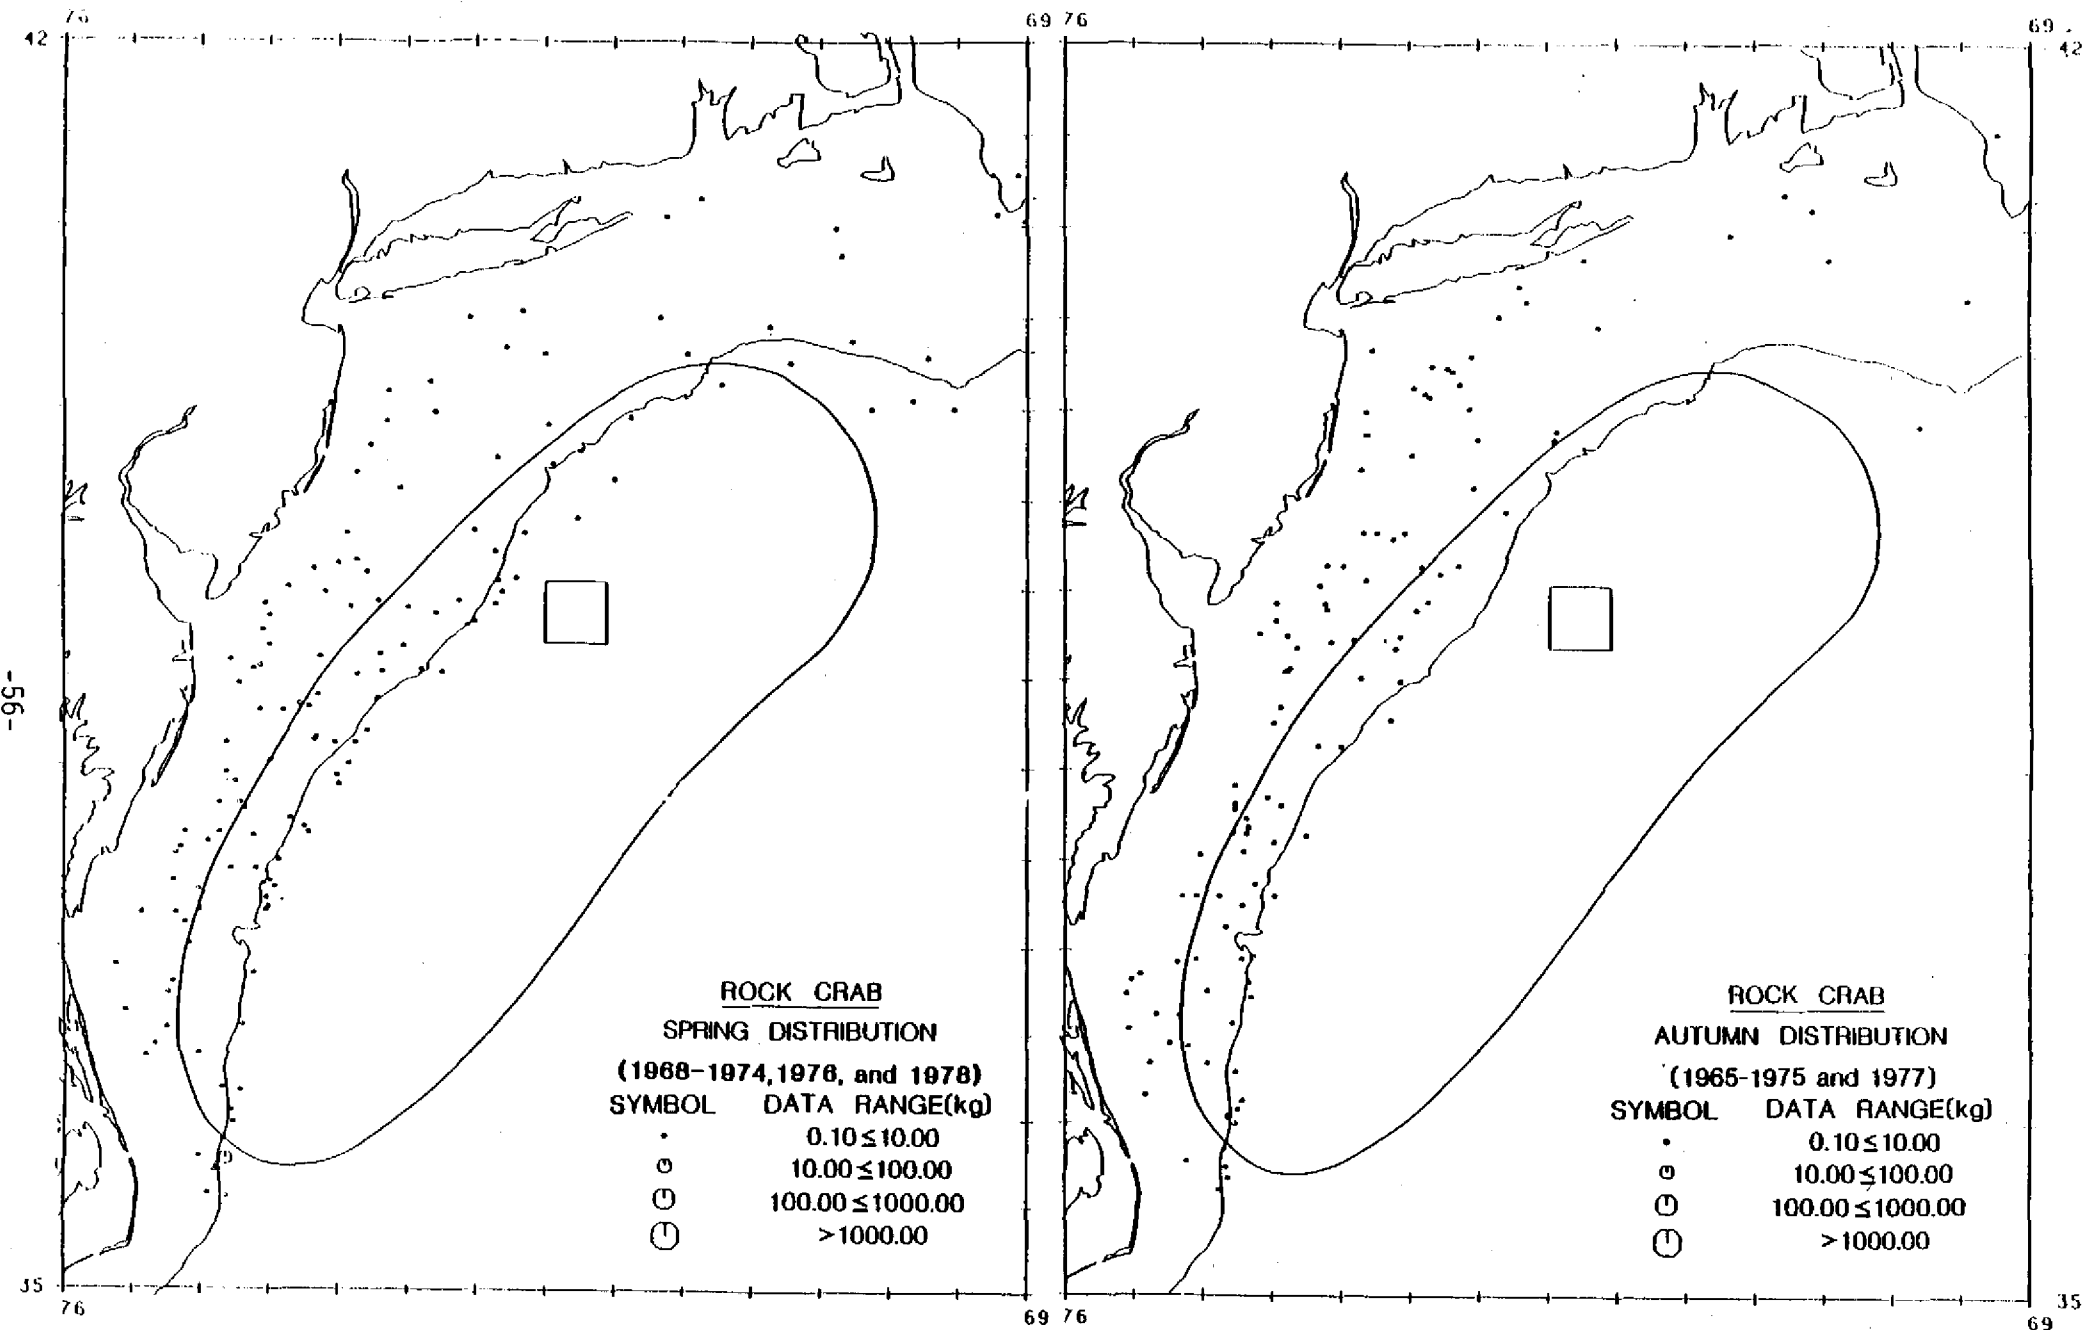 76
69
76
69
42
42
-56-
ROCK CRAB
SPRING DISTRIBUTION
(1968-1974,1976, and 1978)
SYMBOL DATA RANGE(kg)
0.10≤10.00
10.00≤100.00
100.00≤1000.00
>1000.00
ROCK CRAB
AUTUMN DISTRIBUTION
(1965-1975 and 1977)
SYMBOL DATA RANGE(kg)
0.10≤10.00
10.00≤100.00
100.00≤1000.00
>1000.00
35
35
76
69
76
69